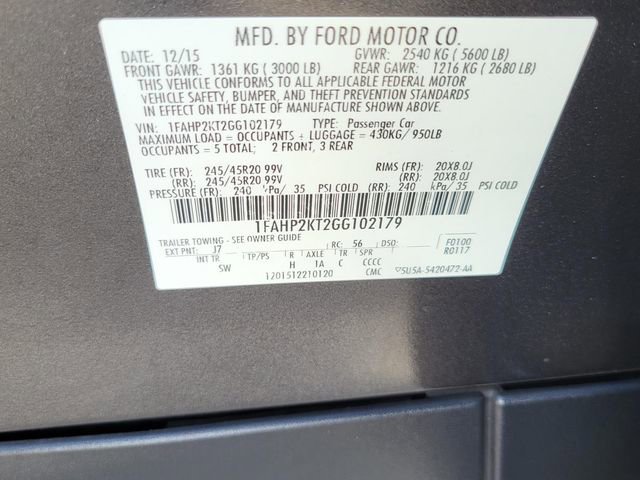 MFD. BY FORD MOTOR CO.
DATE: 12/15 GVWR: 2540 KG ( 5600 LB)
FRONT GAWR: 1361 KG ( 3000 LB) REAR GAWR: 1216 KG ( 2680 LB)
THIS VEHICLE CONFORMS TO ALL APPLICABLE FEDERAL MOTOR
VEHICLE SAFETY, BUMPER, AND THEFT PREVENTION STANDARDS
IN EFFECT ON THE DATE OF MANUFACTURE SHOWN ABOVE.
VIN: 1FAHP2KT2GG102179 TYPE: Passenger Car
MAXIMUM LOAD = OCCUPANTS + LUGGAGE = 430KG/ 950LB
OCCUPANTS = 5 TOTAL; 2 FRONT, 3 REAR
TIRE (FR): 245/45R20 99V RIMS (FR): 20X8.0J
(RR): 245/45R20 99V (RR): 20X8.0J
PRESSURE (FR): 240 kPa/ 35 PSI COLD (RR): 240 kPa/ 35 PSI COLD
1FAHP2KT2GG102179
TRAILER TOWING - SEE OWNER GUIDE
EXT PNT: J7 RC: 56 DSO: F0100
INT TR TP/PS R AXLE TR SPR R0117
SW H 1A C CCCC
1201512210120 CMC 5U5A-5420472-AA